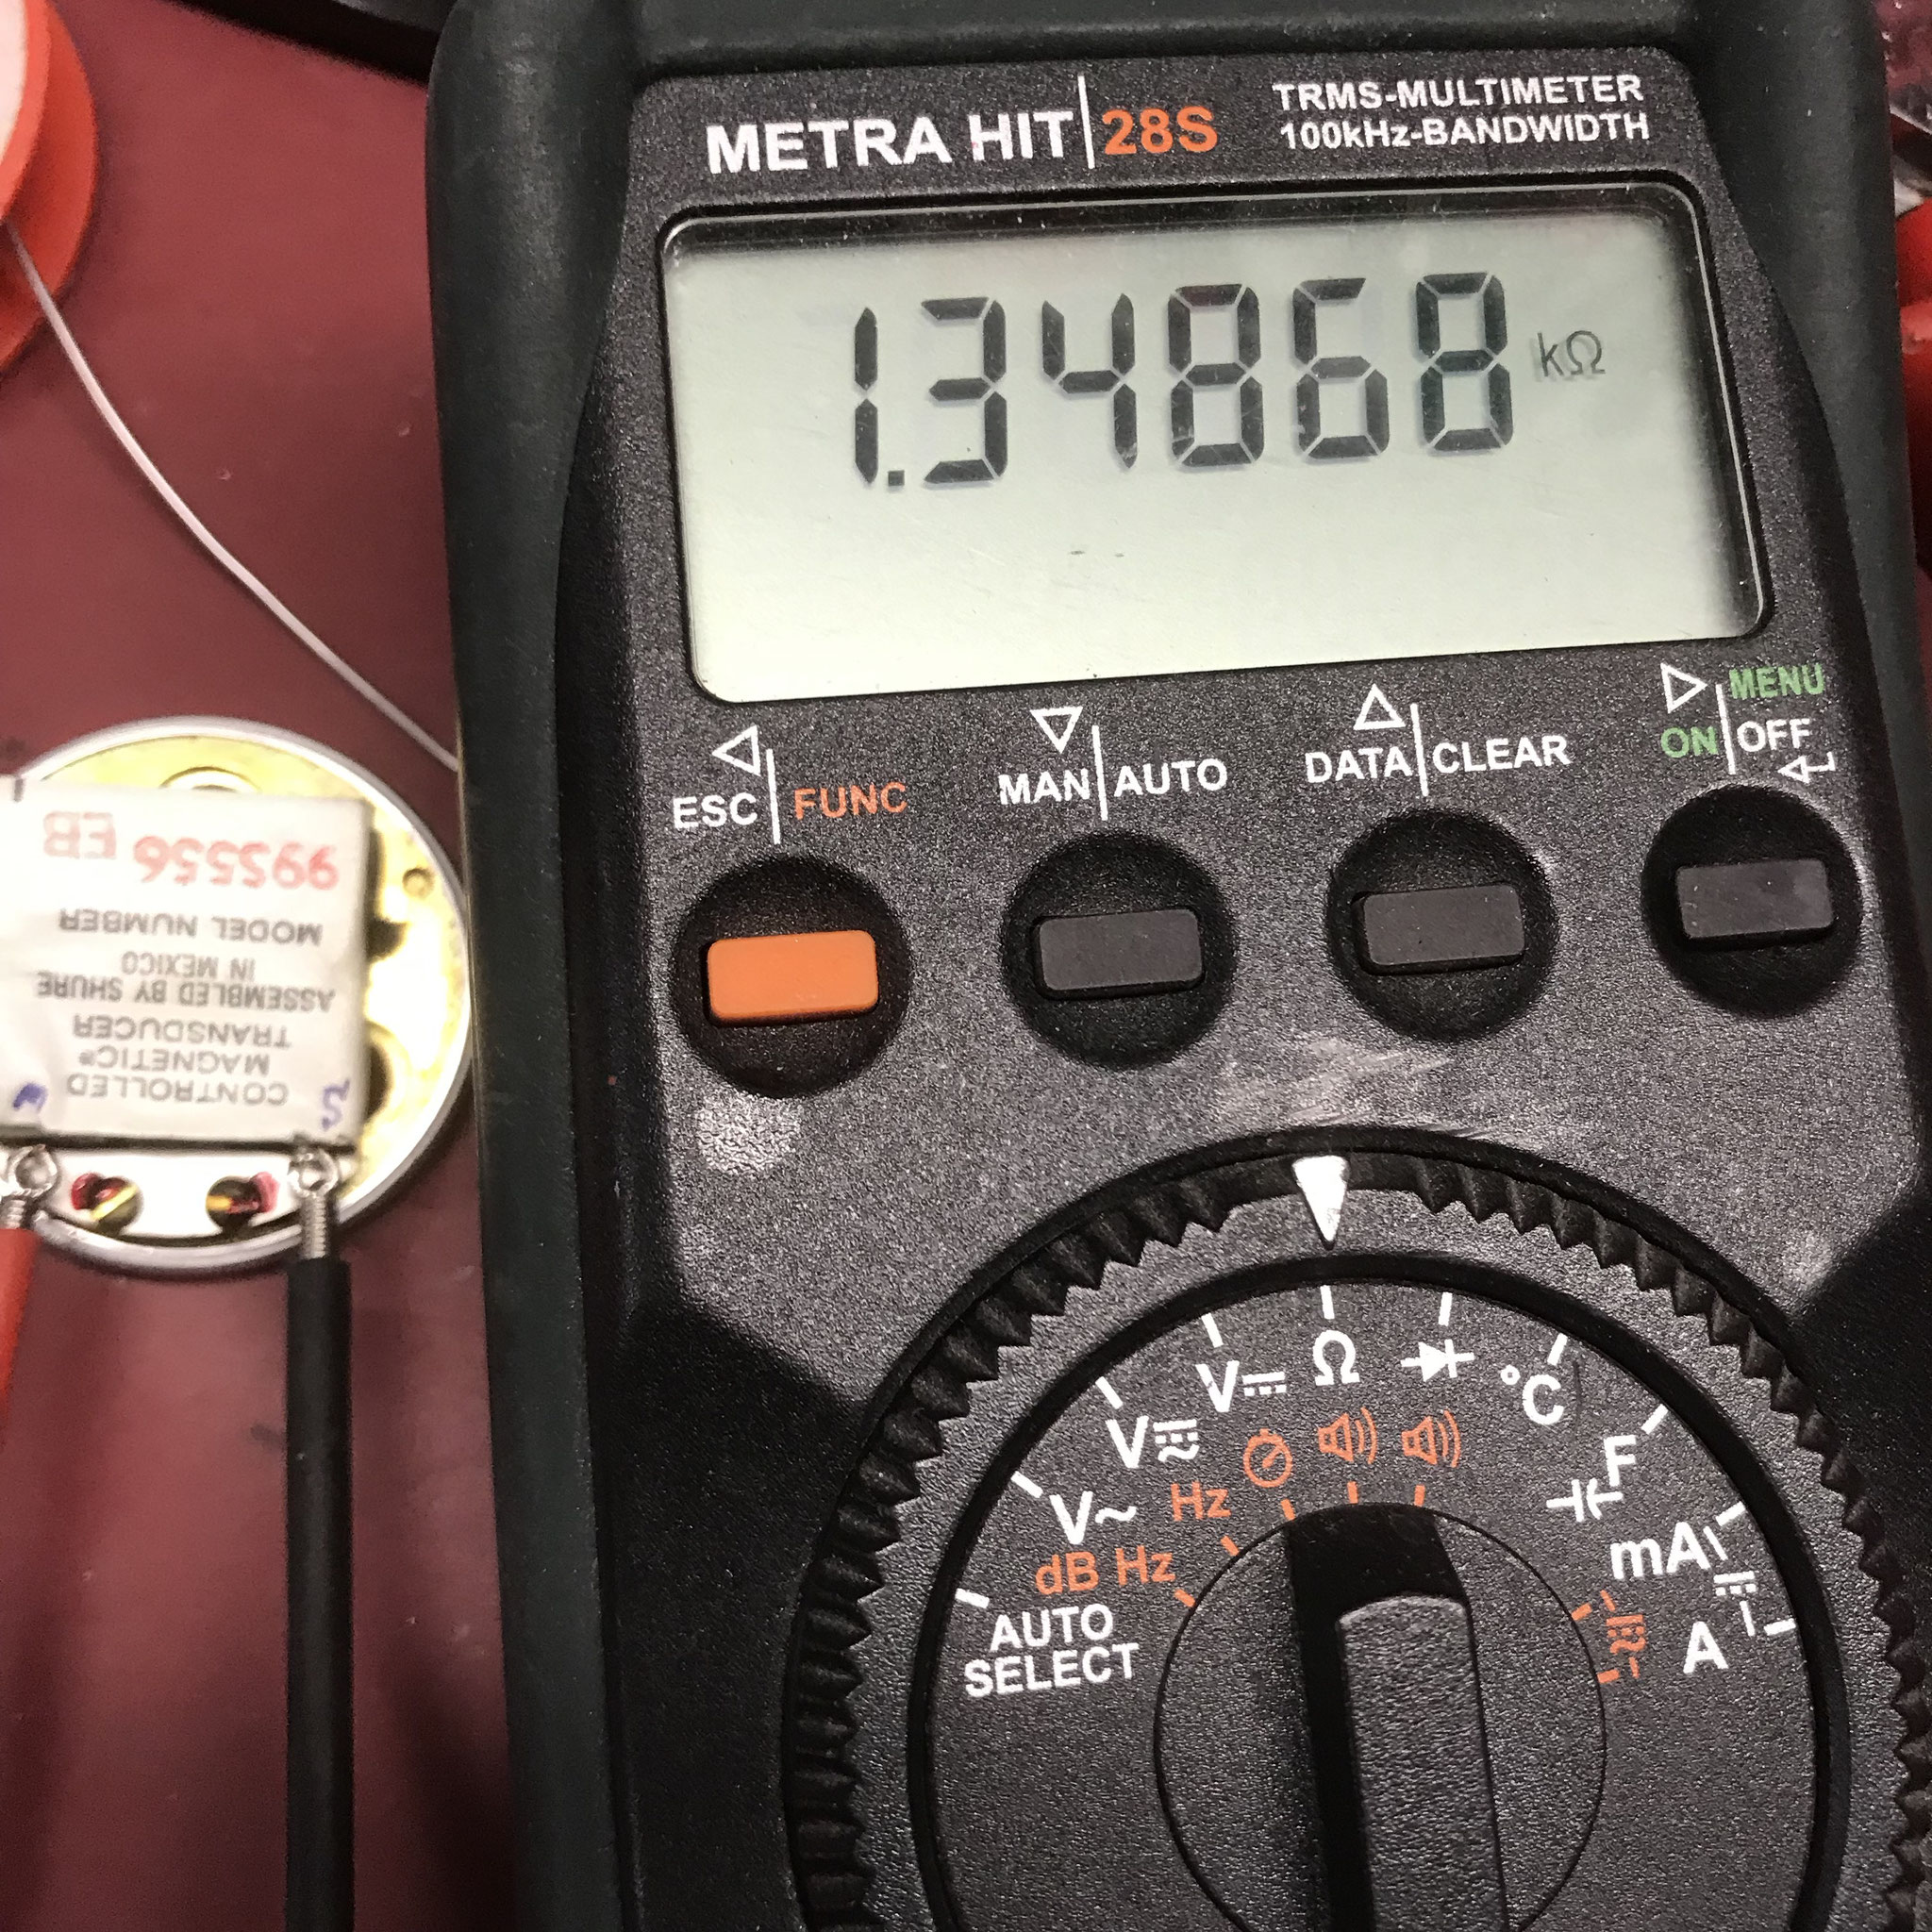 METRA HIT 28S
TRMS-MULTIMETER
100kHz-BANDWIDTH
1.34868 kΩ
ESC FUNC
MAN AUTO
DATA CLEAR
MENU
ON OFF
AUTO
SELECT
V~
dB Hz
V
Hz
V
Ω
°C
F
mA
A
CONTROLLED
MAGNETIC®
TRANSDUCER
ASSEMBLED BY SHURE
IN MEXICO
MODEL NUMBER
99S556 EB